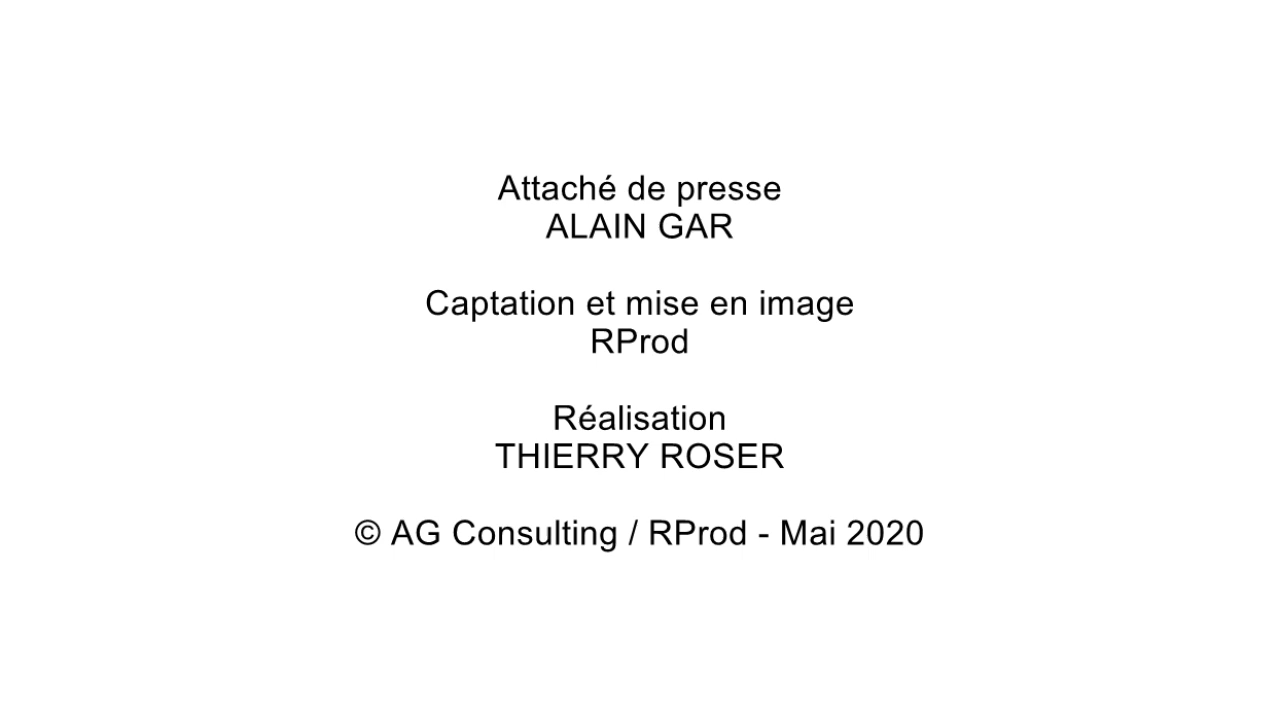 Attaché de presse
ALAIN GAR
Captation et mise en image
RProd
Réalisation
THIERRY ROSER
© AG Consulting / RProd - Mai 2020